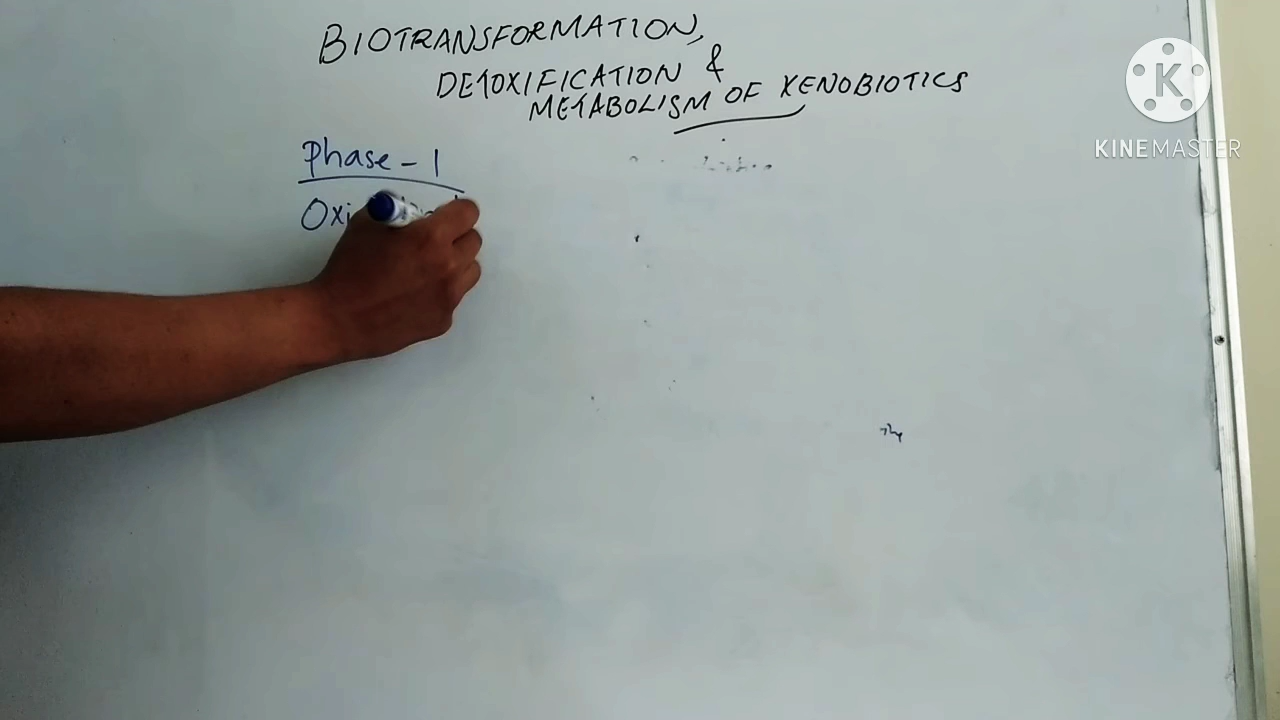 BIOTRANSFORMATION,
DETOXIFICATION &
METABOLISM OF XENOBIOTICS
K
KINEMASTER
Phase - 1